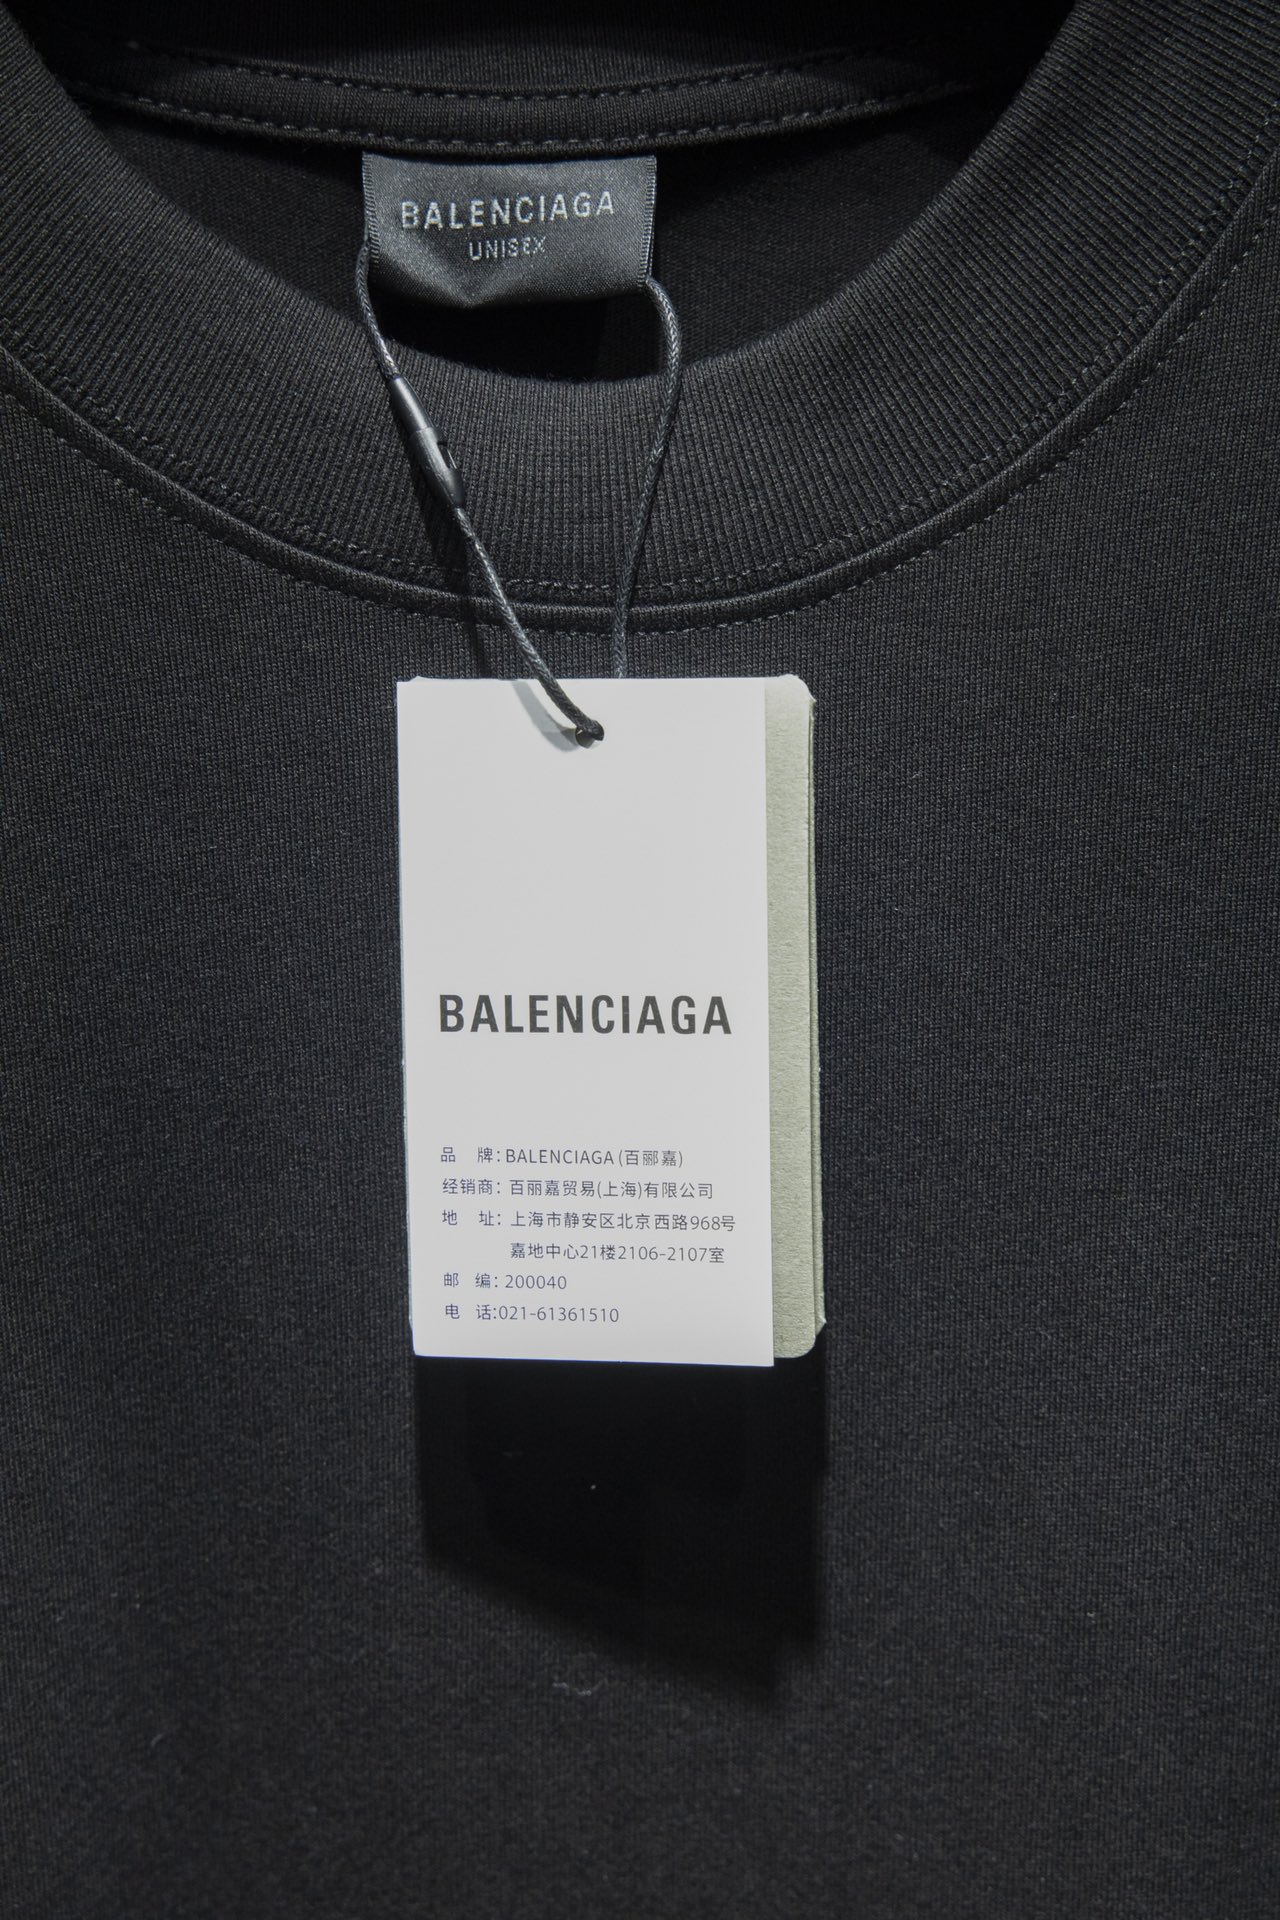 BALENCIAGA
UNISEX
BALENCIAGA
品 牌：BALENCIAGA (百郦嘉)
经销商：百丽嘉贸易(上海)有限公司
地 址：上海市静安区北京西路968号
嘉地中心21楼2106-2107室
邮 编：200040
电 话:021-61361510